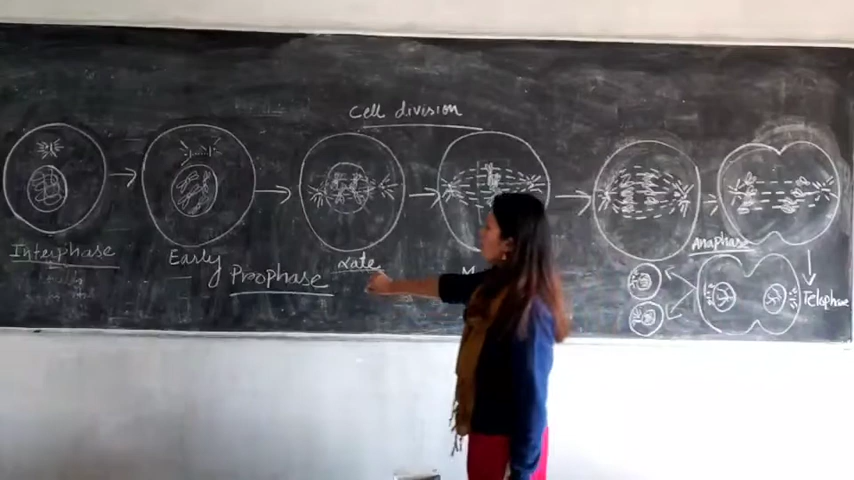 Cell division
Interphase
Early
Prophase
Late
M
Anaphase
Telophase